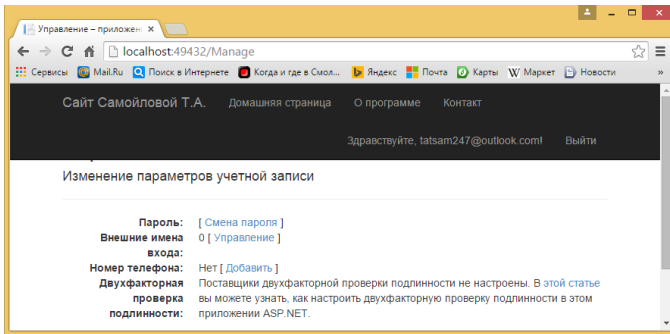 Управление – приложен
localhost:49432/Manage
Сервисы Mail.Ru Поиск в Интернете Когда и где в Смол... Яндекс Почта Карты Маркет Новости »
Сайт Самойловой Т.А. Домашняя страница О программе Контакт
Здравствуйте, tatsam247@outlook.com! Выйти
Изменение параметров учетной записи
Пароль: [ Смена пароля ]
Внешние имена 0 [ Управление ]
входа:
Номер телефона: Нет [ Добавить ]
Двухфакторная Поставщики двухфакторной проверки подлинности не настроены. В этой статье
проверка вы можете узнать, как настроить двухфакторную проверку подлинности в этом
подлинности: приложении ASP.NET.